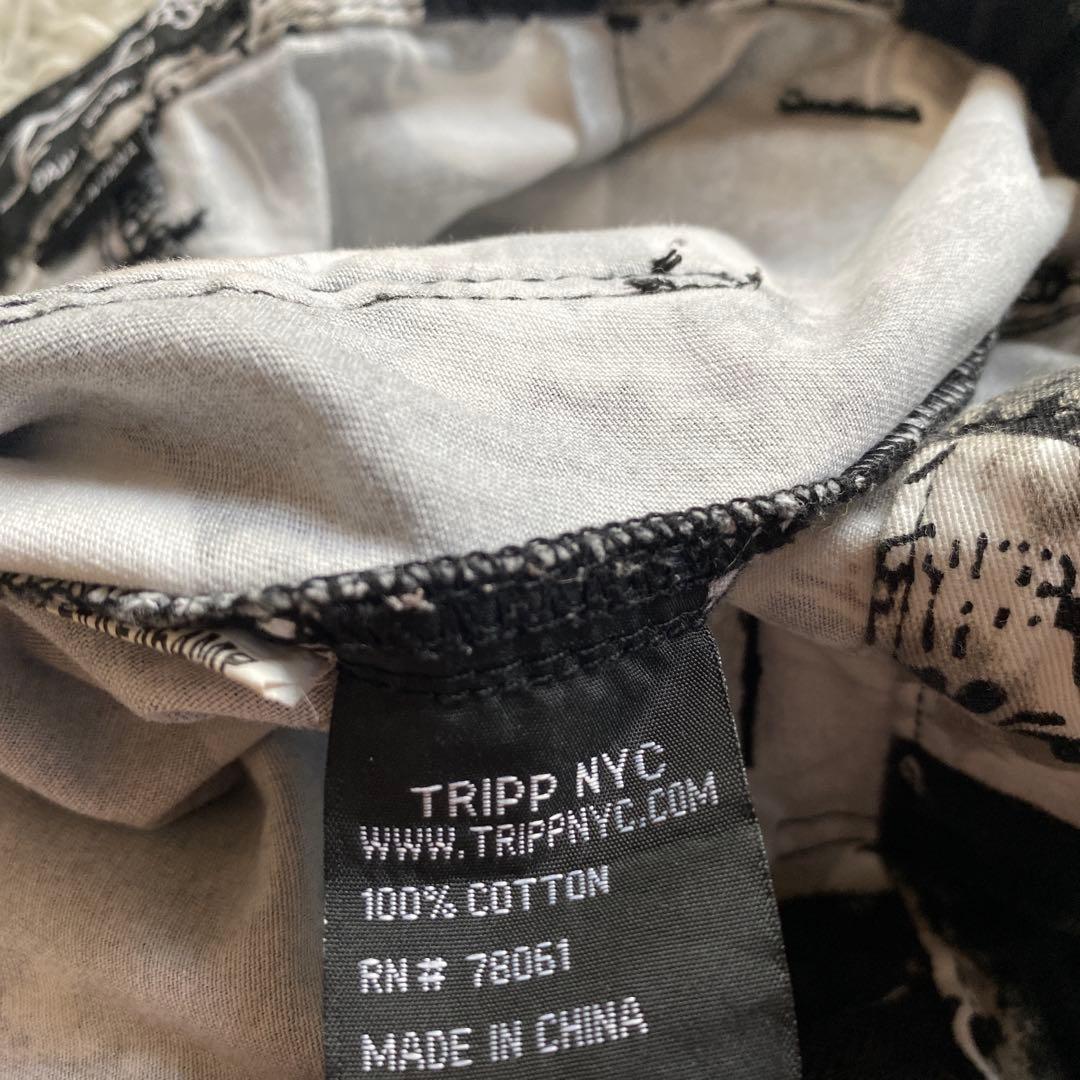 TRIPP NYC
WWW.TRIPPNYC.COM
100% COTTON
RN# 78061
MADE IN CHINA